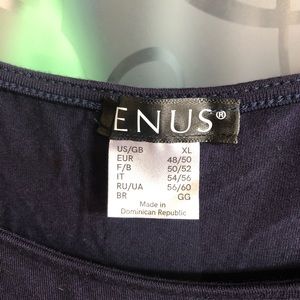 ENUS®
US/GB XL
EUR 48/50
F/B 50/52
IT 54/56
RU/UA 56/60
BR GG
Made in
Dominican Republic